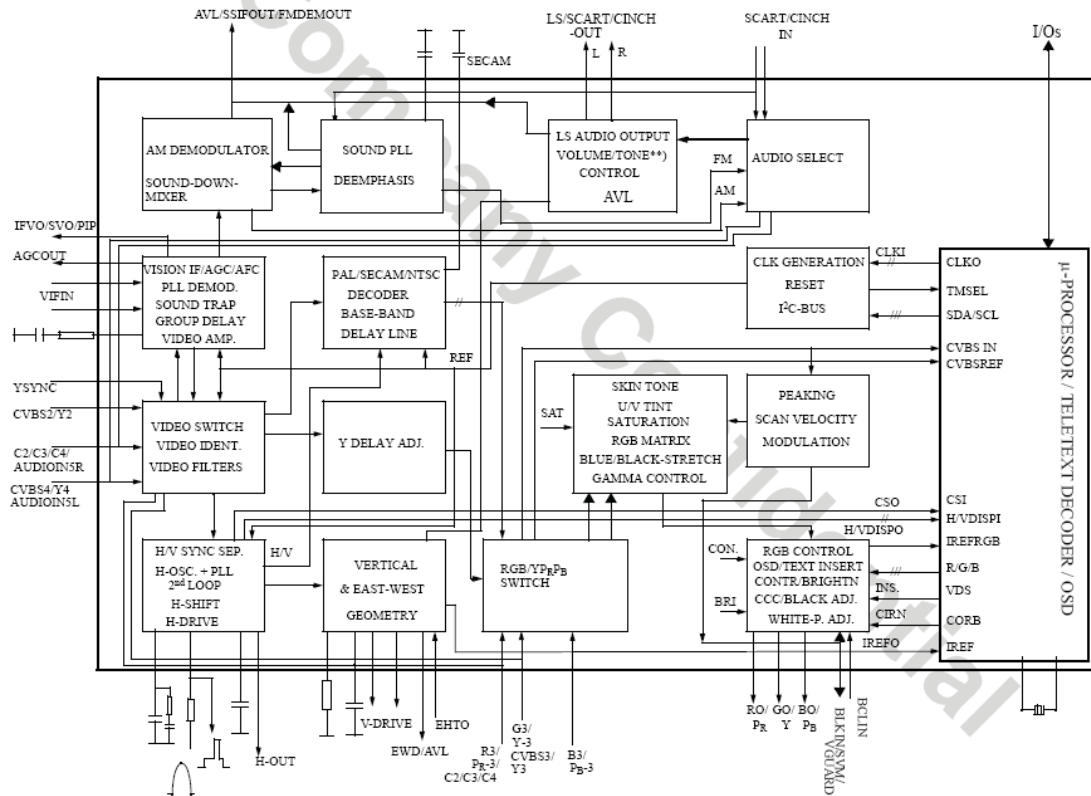 AVL/SSIFOUT/FMDEMOUT
LS/SCART/CINCH
-OUT
L
R
SCART/CINCH
IN
I/Os
SECAM
AM DEMODULATOR
SOUND-DOWN-
MIXER
SOUND PLL
DEEMPHASIS
LS AUDIO OUTPUT
VOLUME/TONE**)
CONTROL
AVL
FM
AM
AUDIO SELECT
IFVO/SVO/PIP
AGCOUT
VIFIN
VISION IF/AGC/AFC
PLL DEMOD.
SOUND TRAP
GROUP DELAY
VIDEO AMP.
PAL/SECAM/NTSC
DECODER
BASE-BAND
DELAY LINE
REF
CLK GENERATION
RESET
I²C-BUS
CLKI
CLKO
TMSEL
SDA/SCL
CVBS IN
CVBSREF
µ-PROCESSOR / TELETEXT DECODER / OSD
YSYNC
CVBS2/Y2
C2/C3/C4/
AUDIOIN5R
CVBS4/Y4
AUDIOIN5L
VIDEO SWITCH
VIDEO IDENT.
VIDEO FILTERS
Y DELAY ADJ.
SAT
SKIN TONE
U/V TINT
SATURATION
RGB MATRIX
BLUE/BLACK-STRETCH
GAMMA CONTROL
PEAKING
SCAN VELOCITY
MODULATION
CSO
CSI
H/VDISPO
H/VDISPI
H/V SYNC SEP.
H-OSC. + PLL
2nd LOOP
H-SHIFT
H-DRIVE
H/V
VERTICAL
& EAST-WEST
GEOMETRY
RGB/YPRPB
SWITCH
CON.
BRI
RGB CONTROL
OSD/TEXT INSERT
CONTR/BRIGHTN
CCC/BLACK ADJ.
WHITE-P. ADJ.
IREFRGB
R/G/B
INS.
VDS
CIRN
CORB
IREFO
IREF
H-OUT
V-DRIVE
EWD/AVL
EHTO
R3/
PR-3/
C2/C3/C4
G3/
Y-3
CVBS3/
Y3
B3/
PB-3
RO/
PR
GO/
Y
BO/
PB
BLKIN/SVM/
VGUARD
BCLIN
Company Confidential